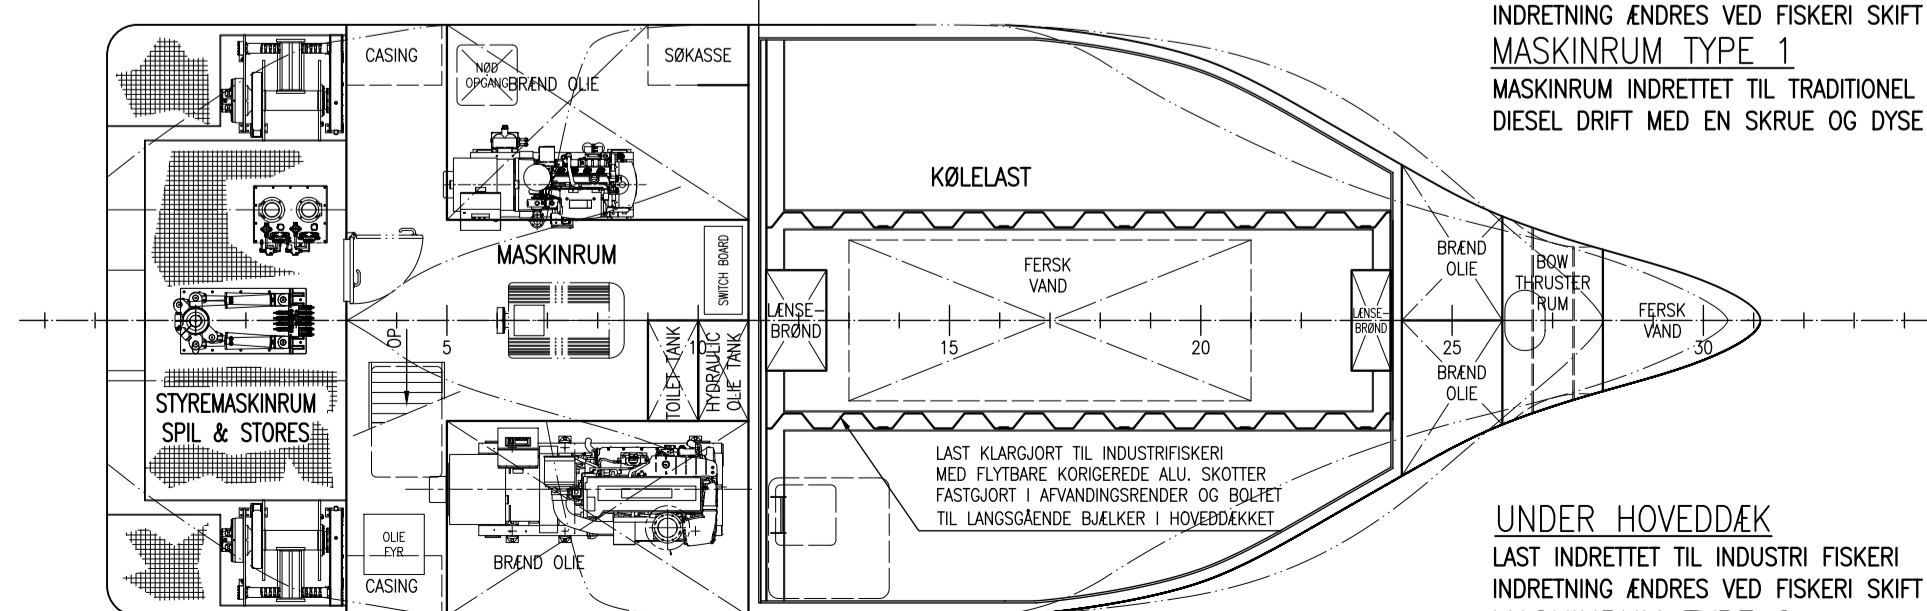 INDRETNING ÆNDRES VED FISKERI SKIFT
MASKINRUM TYPE 1
MASKINRUM INDRETTET TIL TRADITIONEL
DIESEL DRIFT MED EN SKRUE OG DYSE
CASING
NØD
OPGANG
BRÆND OLIE
SØKASSE
KØLELAST
MASKINRUM
SWITCH BOARD
FERSK
VAND
BRÆND
OLIE
BOW
THRUSTER
RUM
LÆNSE-
BRØND
LÆNSE-
BRØND
FERSK
VAND
OP
5
10
15
20
25
30
TOILET TANK
HYDRAULIC
OLIE TANK
BRÆND
OLIE
STYREMASKINRUM
SPIL & STORES
LAST KLARGJORT TIL INDUSTRIFISKERI
MED FLYTBARE KORIGEREDE ALU. SKOTTER
FASTGJORT I AFVANDINGSRENDER OG BOLTET
TIL LANGSGÅENDE BJÆLKER I HOVEDDÆKKET
OLIE
FYR
CASING
BRÆND OLIE
UNDER HOVEDDÆK
LAST INDRETTET TIL INDUSTRI FISKERI
INDRETNING ÆNDRES VED FISKERI SKIFT